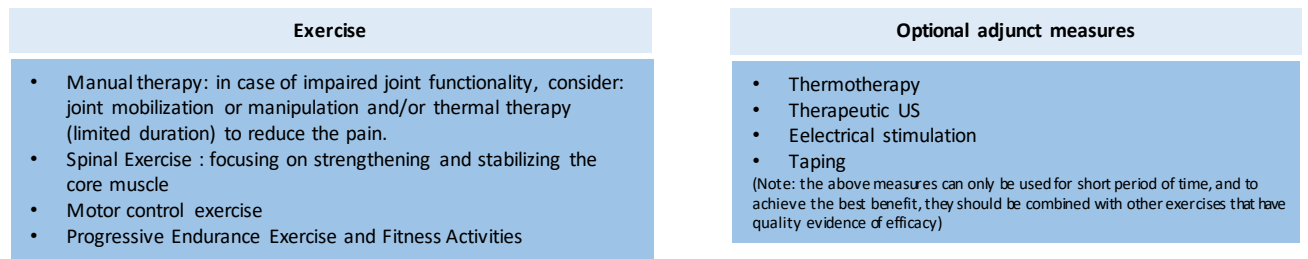 Exercise
• Manual therapy: in case of impaired joint functionality, consider:
joint mobilization or manipulation and/or thermal therapy
(limited duration) to reduce the pain.
• Spinal Exercise : focusing on strengthening and stabilizing the
core muscle
• Motor control exercise
• Progressive Endurance Exercise and Fitness Activities
Optional adjunct measures
• Thermotherapy
• Therapeutic US
• Eelectrical stimulation
• Taping
(Note: the above measures can only be used for short period of time, and to
achieve the best benefit, they should be combined with other exercises that have
quality evidence of efficacy)